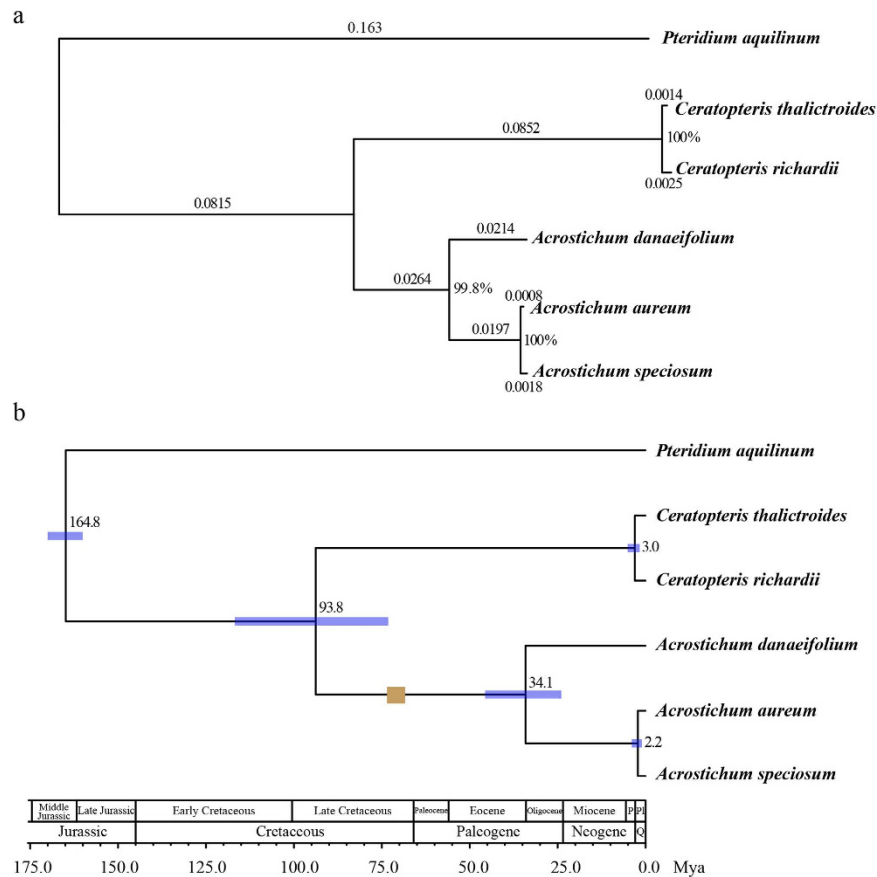 a
0.163
Pteridium aquilinum
0.0014
Ceratopteris thalictroides
0.0852
100%
Ceratopteris richardii
0.0025
0.0815
0.0214
Acrostichum danaeifolium
0.0264
99.8%
0.0008
Acrostichum aureum
0.0197
100%
Acrostichum speciosum
0.0018
b
Pteridium aquilinum
164.8
Ceratopteris thalictroides
3.0
Ceratopteris richardii
93.8
Acrostichum danaeifolium
34.1
Acrostichum aureum
2.2
Acrostichum speciosum
Middle Jurassic Late Jurassic Early Cretaceous Late Cretaceous Paleocene Eocene Oligocene Miocene P Pl
Jurassic Cretaceous Paleogene Neogene Q
175.0 150.0 125.0 100.0 75.0 50.0 25.0 0.0 Mya